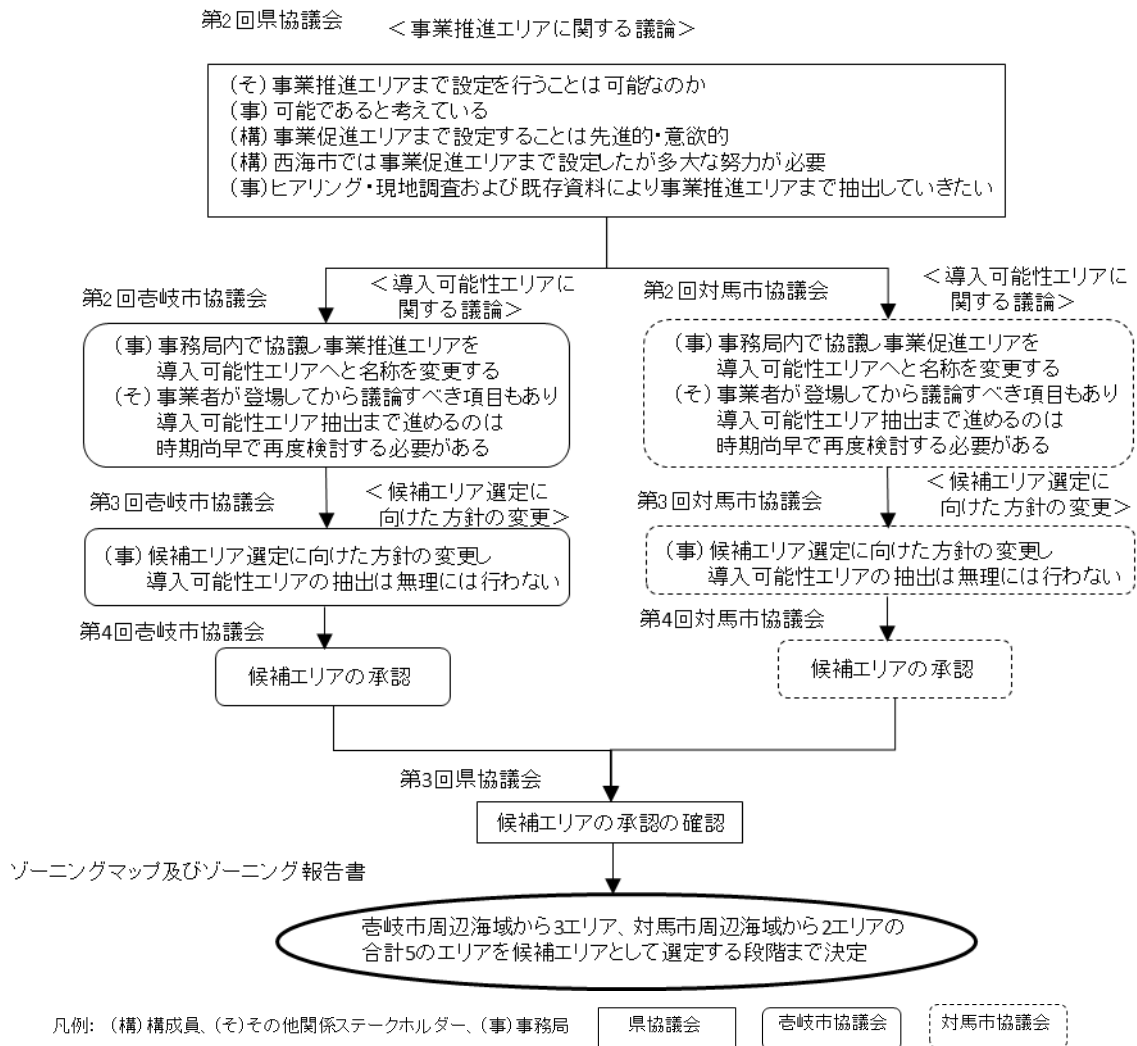 第2回県協議会
＜事業推進エリアに関する議論＞
(そ) 事業推進エリアまで設定を行うことは可能なのか
(事) 可能であると考えている
(構) 事業促進エリアまで設定することは先進的・意欲的
(構) 西海市では事業促進エリアまで設定したが多大な努力が必要
(事) ヒアリング・現地調査および既存資料により事業推進エリアまで抽出していきたい
第2回壱岐市協議会
＜導入可能性エリアに
関する議論＞
(事) 事務局内で協議し事業推進エリアを
導入可能性エリアへと名称を変更する
(そ) 事業者が登場してから議論すべき項目もあり
導入可能性エリア抽出まで進めるのは
時期尚早で再度検討する必要がある
第2回対馬市協議会
＜導入可能性エリアに
関する議論＞
(事) 事務局内で協議し事業促進エリアを
導入可能性エリアへと名称を変更する
(そ) 事業者が登場してから議論すべき項目もあり
導入可能性エリア抽出まで進めるのは
時期尚早で再度検討する必要がある
第3回壱岐市協議会
＜候補エリア選定に
向けた方針の変更＞
(事) 候補エリア選定に向けた方針の変更し
導入可能性エリアの抽出は無理には行わない
第3回対馬市協議会
＜候補エリア選定に
向けた方針の変更＞
(事) 候補エリア選定に向けた方針の変更し
導入可能性エリアの抽出は無理には行わない
第4回壱岐市協議会
候補エリアの承認
第4回対馬市協議会
候補エリアの承認
第3回県協議会
候補エリアの承認の確認
ゾーニングマップ及びゾーニング報告書
壱岐市周辺海域から3エリア、対馬市周辺海域から2エリアの
合計5のエリアを候補エリアとして選定する段階まで決定
凡例: (構) 構成員、(そ) その他関係ステークホルダー、(事) 事務局
県協議会
壱岐市協議会
対馬市協議会